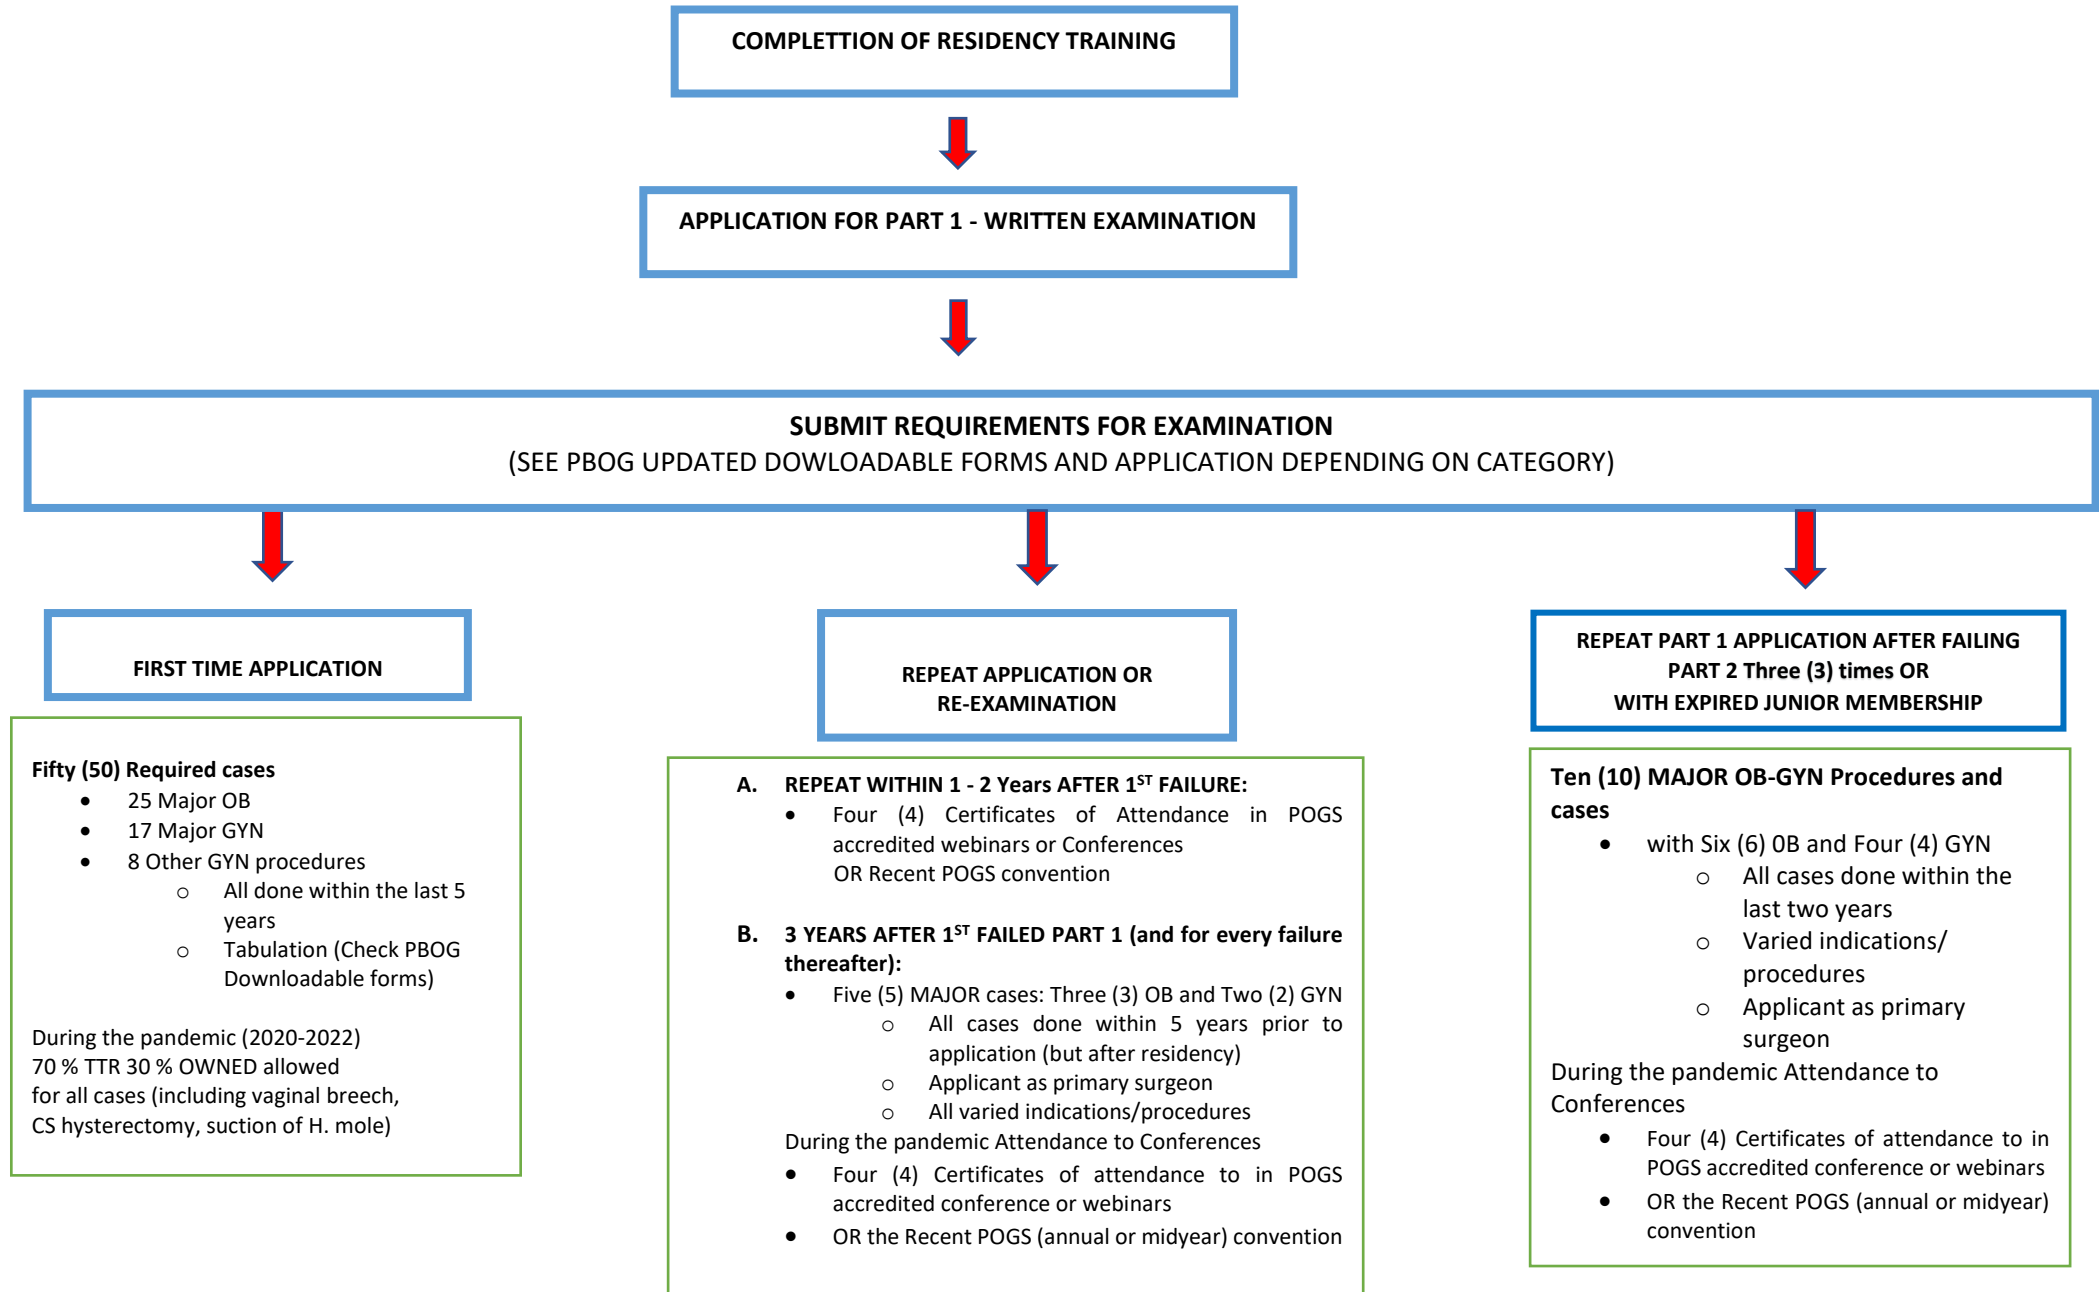 COMPLETTION OF RESIDENCY TRAINING
APPLICATION FOR PART 1 - WRITTEN EXAMINATION
SUBMIT REQUIREMENTS FOR EXAMINATION
(SEE PBOG UPDATED DOWLOADABLE FORMS AND APPLICATION DEPENDING ON CATEGORY)
FIRST TIME APPLICATION
Fifty (50) Required cases
• 25 Major OB
• 17 Major GYN
• 8 Other GYN procedures
o All done within the last 5
years
o Tabulation (Check PBOG
Downloadable forms)
During the pandemic (2020-2022)
70 % TTR 30 % OWNED allowed
for all cases (including vaginal breech,
CS hysterectomy, suction of H. mole)
REPEAT APPLICATION OR
RE-EXAMINATION
A. REPEAT WITHIN 1 - 2 Years AFTER 1ST FAILURE:
• Four (4) Certificates of Attendance in POGS
accredited webinars or Conferences
OR Recent POGS convention
B. 3 YEARS AFTER 1ST FAILED PART 1 (and for every failure
thereafter):
• Five (5) MAJOR cases: Three (3) OB and Two (2) GYN
o All cases done within 5 years prior to
application (but after residency)
o Applicant as primary surgeon
o All varied indications/procedures
During the pandemic Attendance to Conferences
• Four (4) Certificates of attendance to in POGS
accredited conference or webinars
• OR the Recent POGS (annual or midyear) convention
REPEAT PART 1 APPLICATION AFTER FAILING
PART 2 Three (3) times OR
WITH EXPIRED JUNIOR MEMBERSHIP
Ten (10) MAJOR OB-GYN Procedures and
cases
• with Six (6) 0B and Four (4) GYN
o All cases done within the
last two years
o Varied indications/
procedures
o Applicant as primary
surgeon
During the pandemic Attendance to
Conferences
• Four (4) Certificates of attendance to in
POGS accredited conference or webinars
• OR the Recent POGS (annual or midyear)
convention